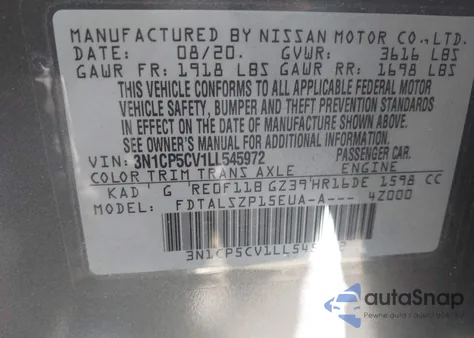 MANUFACTURED BY NISSAN MOTOR CO.,LTD.
DATE: 08/20. GVWR: 3616 LBS
GAWR FR: 1918 LBS GAWR RR: 1698 LBS
THIS VEHICLE CONFORMS TO ALL APPLICABLE FEDERAL MOTOR
VEHICLE SAFETY, BUMPER AND THEFT PREVENTION STANDARDS
IN EFFECT ON THE DATE OF MANUFACTURE SHOWN ABOVE.
SEE OWNER'S MANUAL FOR ADDITIONAL INFORMATION
VIN: 3N1CP5CV1LL545972 PASSENGER CAR.
COLOR TRIM TRANS AXLE ENGINE
KAD G RE0F11B GZ39 HR16DE 1598 CC
FDTALSZP15EUA-A--- 4Z000
3N1CP5CV1LL545972
autoSnap
Pewne auta z